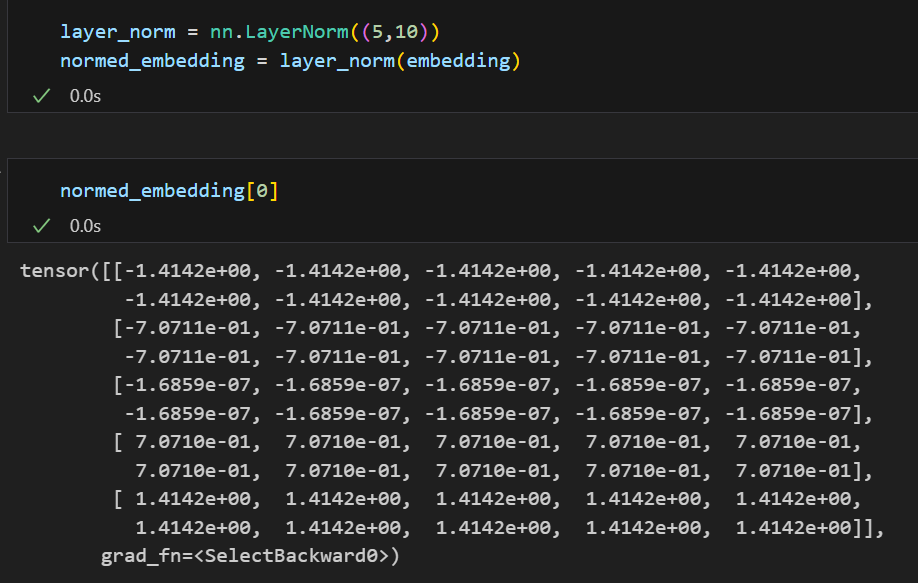 layer_norm = nn.LayerNorm((5,10))
normed_embedding = layer_norm(embedding)
0.0s
normed_embedding[0]
0.0s
tensor([[-1.4142e+00, -1.4142e+00, -1.4142e+00, -1.4142e+00, -1.4142e+00,
-1.4142e+00, -1.4142e+00, -1.4142e+00, -1.4142e+00, -1.4142e+00],
[-7.0711e-01, -7.0711e-01, -7.0711e-01, -7.0711e-01, -7.0711e-01,
-7.0711e-01, -7.0711e-01, -7.0711e-01, -7.0711e-01, -7.0711e-01],
[-1.6859e-07, -1.6859e-07, -1.6859e-07, -1.6859e-07, -1.6859e-07,
-1.6859e-07, -1.6859e-07, -1.6859e-07, -1.6859e-07, -1.6859e-07],
[ 7.0710e-01, 7.0710e-01, 7.0710e-01, 7.0710e-01, 7.0710e-01,
7.0710e-01, 7.0710e-01, 7.0710e-01, 7.0710e-01, 7.0710e-01],
[ 1.4142e+00, 1.4142e+00, 1.4142e+00, 1.4142e+00, 1.4142e+00,
1.4142e+00, 1.4142e+00, 1.4142e+00, 1.4142e+00, 1.4142e+00]],
grad_fn=<SelectBackward0>)